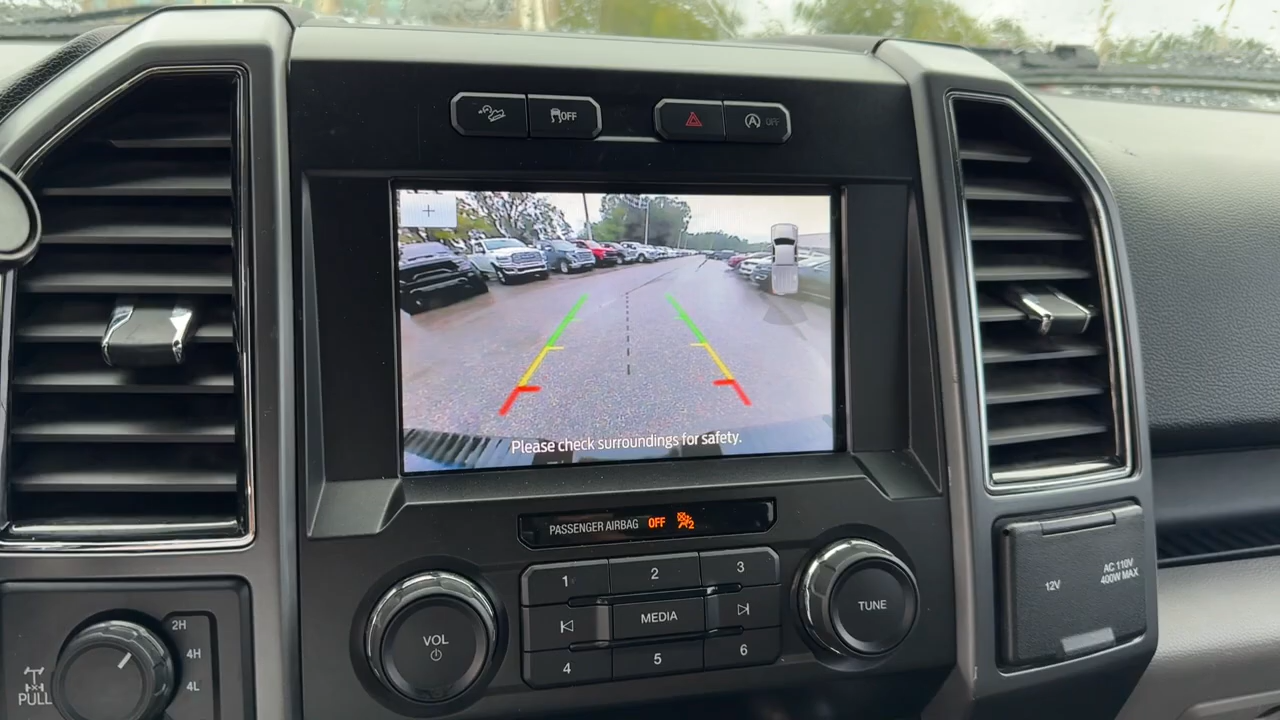 OFF
OFF
Please check surroundings for safety.
PASSENGER AIRBAG OFF
2
1 2 3
MEDIA
4 5 6
VOL
TUNE
12V
AC 110V
400W MAX
2H
4H
4L
PULL